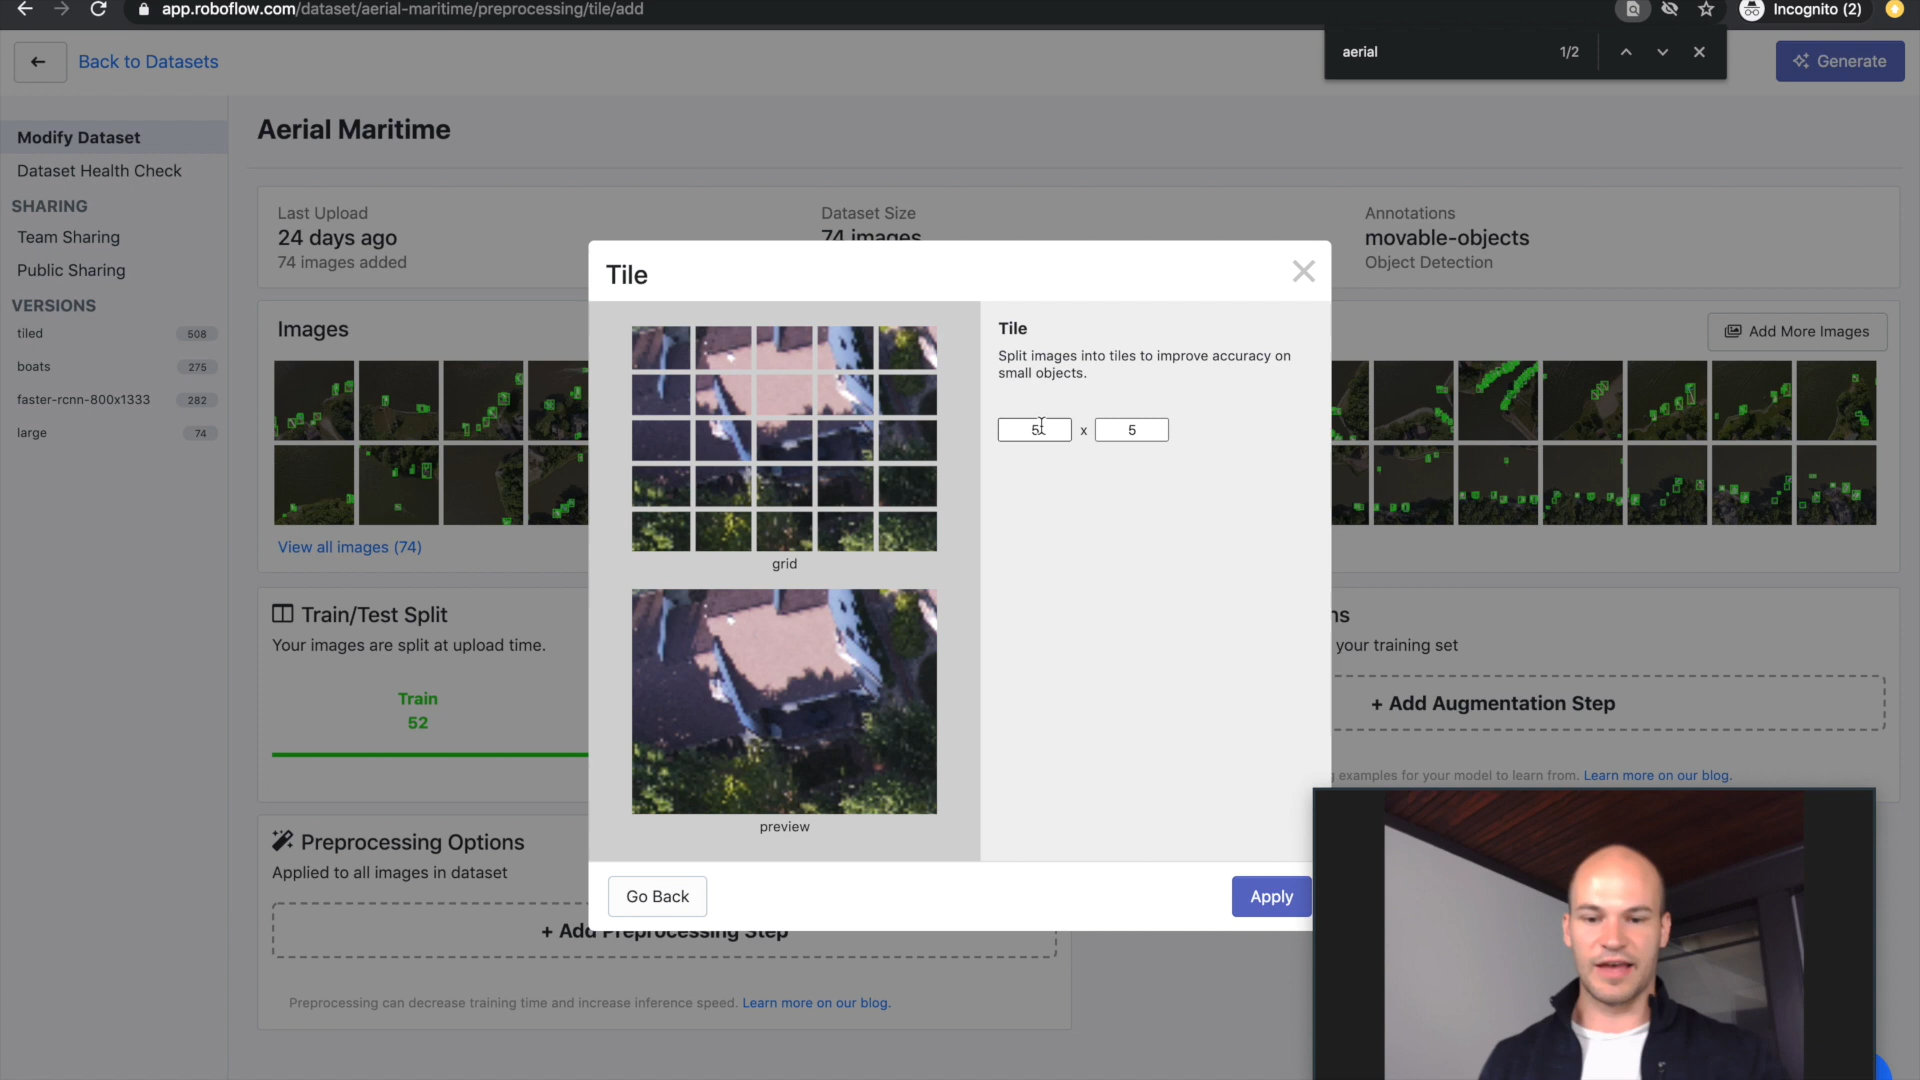 app.roboflow.com/dataset/aerial-maritime/preprocessing/tile/add
Incognito (2)
aerial
1/2
Back to Datasets
Generate
Modify Dataset
Dataset Health Check
SHARING
Team Sharing
Public Sharing
VERSIONS
tiled 508
boats 275
faster-rcnn-800x1333 282
large 74
Aerial Maritime
Last Upload
24 days ago
74 images added
Dataset Size
74 images
Annotations
movable-objects
Object Detection
Images
Add More Images
View all images (74)
Train/Test Split
Your images are split at upload time.
Train
52
your training set
+ Add Augmentation Step
examples for your model to learn from. Learn more on our blog.
Preprocessing Options
Applied to all images in dataset
+ Add Preprocessing Step
Preprocessing can decrease training time and increase inference speed. Learn more on our blog.
Tile
grid
preview
Tile
Split images into tiles to improve accuracy on
small objects.
5 x 5
Go Back
Apply